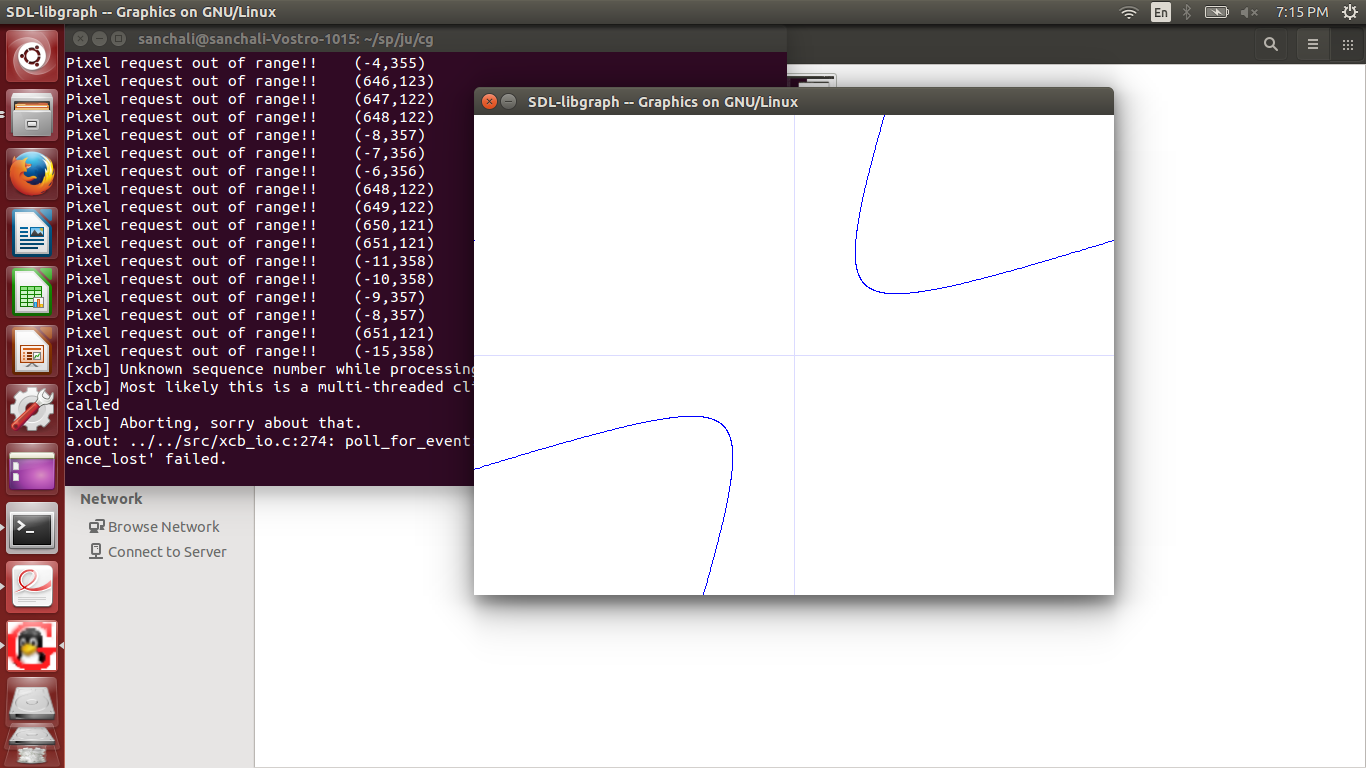 SDL-libgraph -- Graphics on GNU/Linux
En
7:15 PM
sanchali@sanchali-Vostro-1015: ~/sp/ju/cg
Pixel request out of range!! (-4,355)
Pixel request out of range!! (646,123)
Pixel request out of range!! (647,122)
Pixel request out of range!! (648,122)
Pixel request out of range!! (-8,357)
Pixel request out of range!! (-7,356)
Pixel request out of range!! (-6,356)
Pixel request out of range!! (648,122)
Pixel request out of range!! (649,122)
Pixel request out of range!! (650,121)
Pixel request out of range!! (651,121)
Pixel request out of range!! (-11,358)
Pixel request out of range!! (-10,358)
Pixel request out of range!! (-9,357)
Pixel request out of range!! (-8,357)
Pixel request out of range!! (651,121)
Pixel request out of range!! (-15,358)
[xcb] Unknown sequence number while processing
[xcb] Most likely this is a multi-threaded cli
called
[xcb] Aborting, sorry about that.
a.out: ../../src/xcb_io.c:274: poll_for_event
ence_lost' failed.
SDL-libgraph -- Graphics on GNU/Linux
Network
Browse Network
Connect to Server